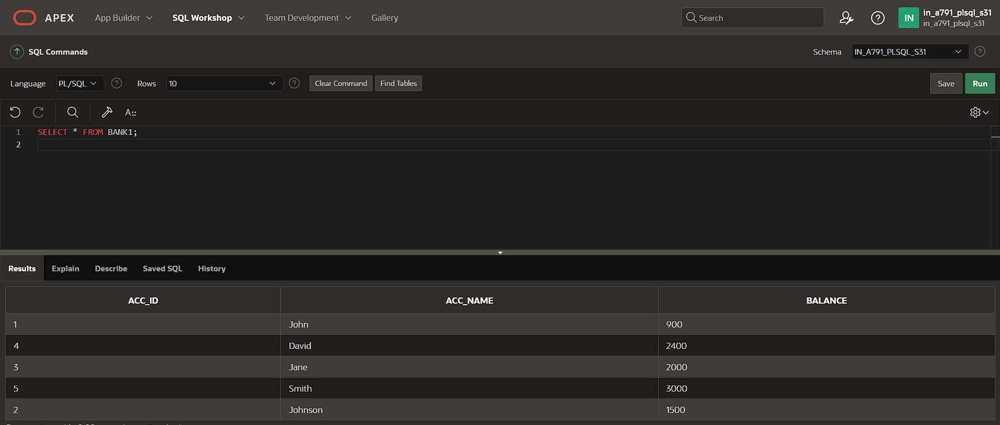 APEX App Builder SQL Workshop Team Development Gallery Search IN in_a791_plsql_s31
in_a791_plsql_s31
SQL Commands Schema IN_A791_PLSQL_S31
Language PL/SQL Rows 10 Clear Command Find Tables Save Run
A::
1 SELECT * FROM BANK1;
2
Results Explain Describe Saved SQL History
ACC_ID ACC_NAME BALANCE
1 John 900
4 David 2400
3 Jane 2000
5 Smith 3000
2 Johnson 1500